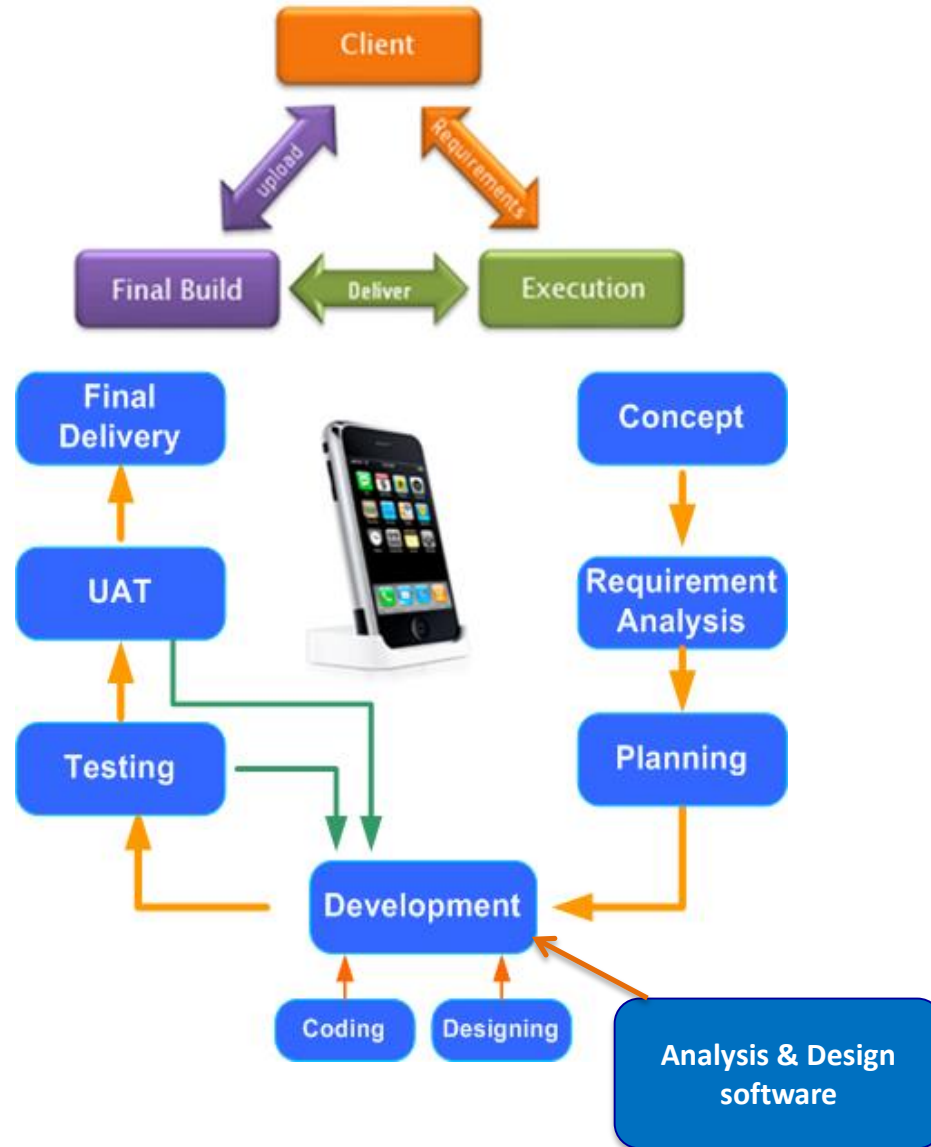 Client
upload
Requirements
Final Build
Deliver
Execution
Final
Delivery
Concept
UAT
Requirement
Analysis
Testing
Planning
Development
Coding
Designing
Analysis & Design
software